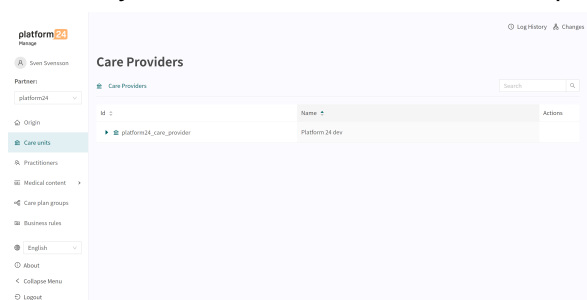 Log History Changes
platform24
Manage
Sven Svensson
Care Providers
Partner:
Care Providers
Search
platform24
Id Name Actions
Origin
platform24_care_provider Platform 24 dev
Care units
Practitioners
Medical content
Care plan groups
Business rules
English
About
Collapse Menu
Logout